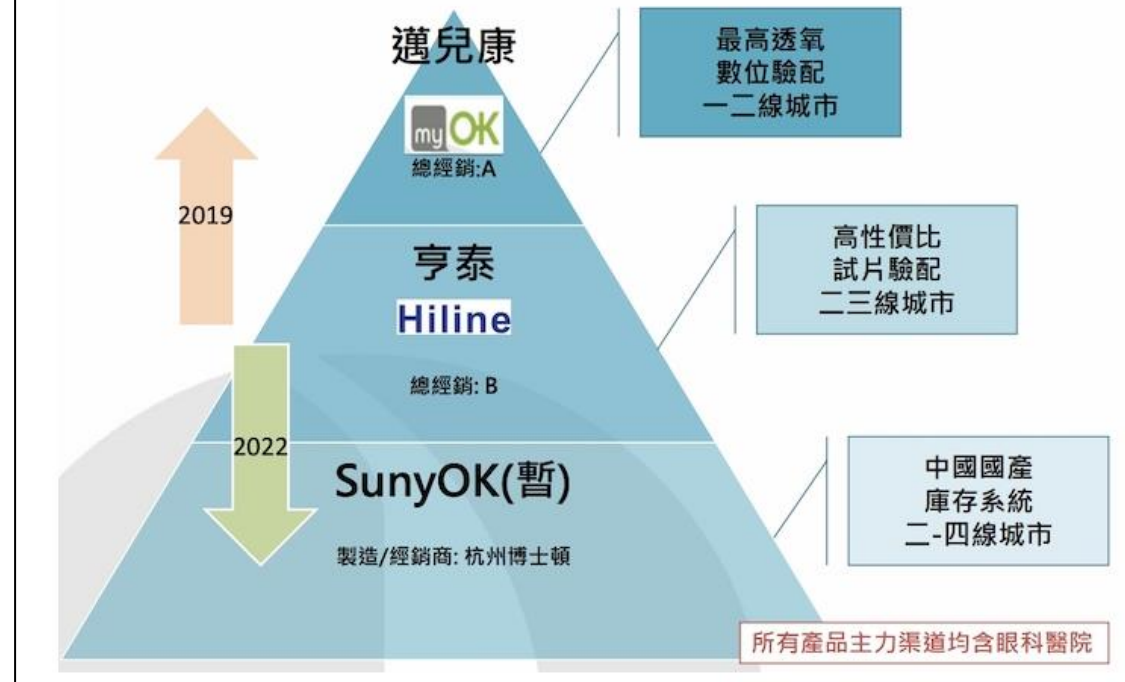 邁兒康
myOK
總經銷:A
最高透氧
數位驗配
一二線城市
2019
亨泰
Hiline
總經銷: B
高性價比
試片驗配
二三線城市
2022
SunyOK(暫)
製造/經銷商: 杭州博士頓
中國國產
庫存系統
二-四線城市
所有產品主力渠道均含眼科醫院